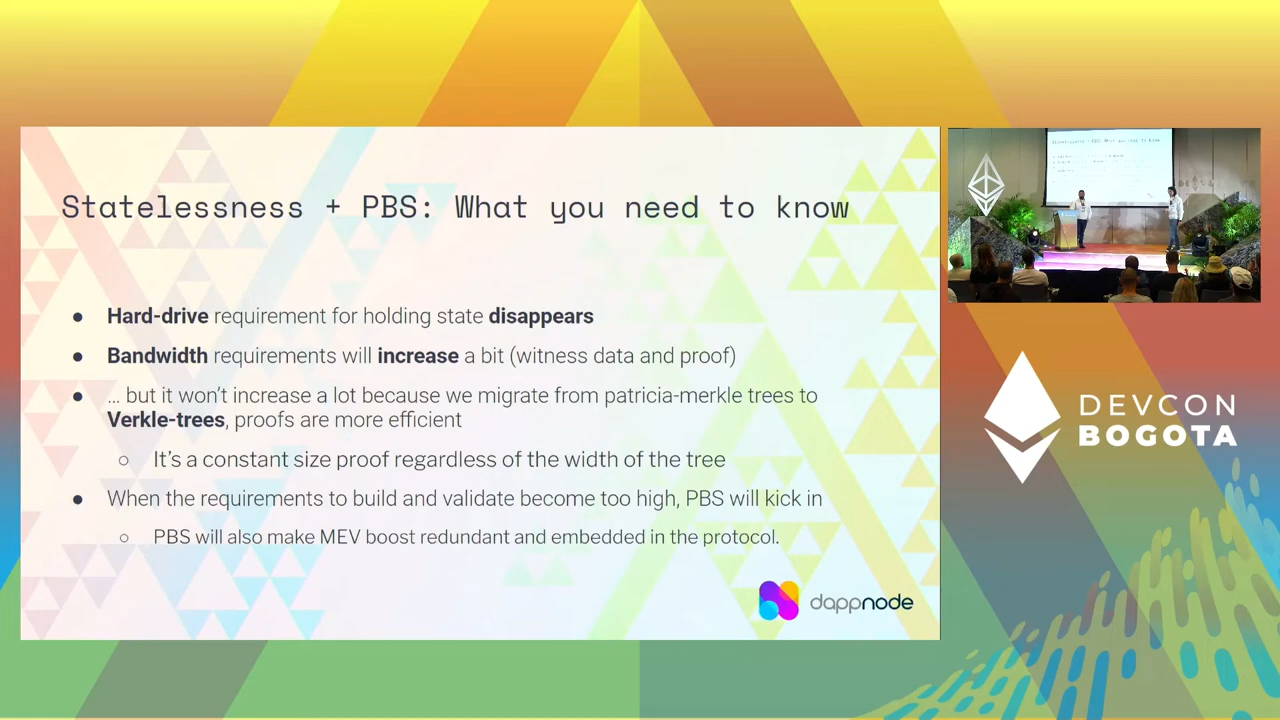 Statelessness + PBS: What you need to know
● Hard-drive requirement for holding state disappears
● Bandwidth requirements will increase a bit (witness data and proof)
● … but it won’t increase a lot because we migrate from patricia-merkle trees to
Verkle-trees, proofs are more efficient
○ It’s a constant size proof regardless of the width of the tree
● When the requirements to build and validate become too high, PBS will kick in
○ PBS will also make MEV boost redundant and embedded in the protocol.
dappnode
DEVCON
BOGOTA